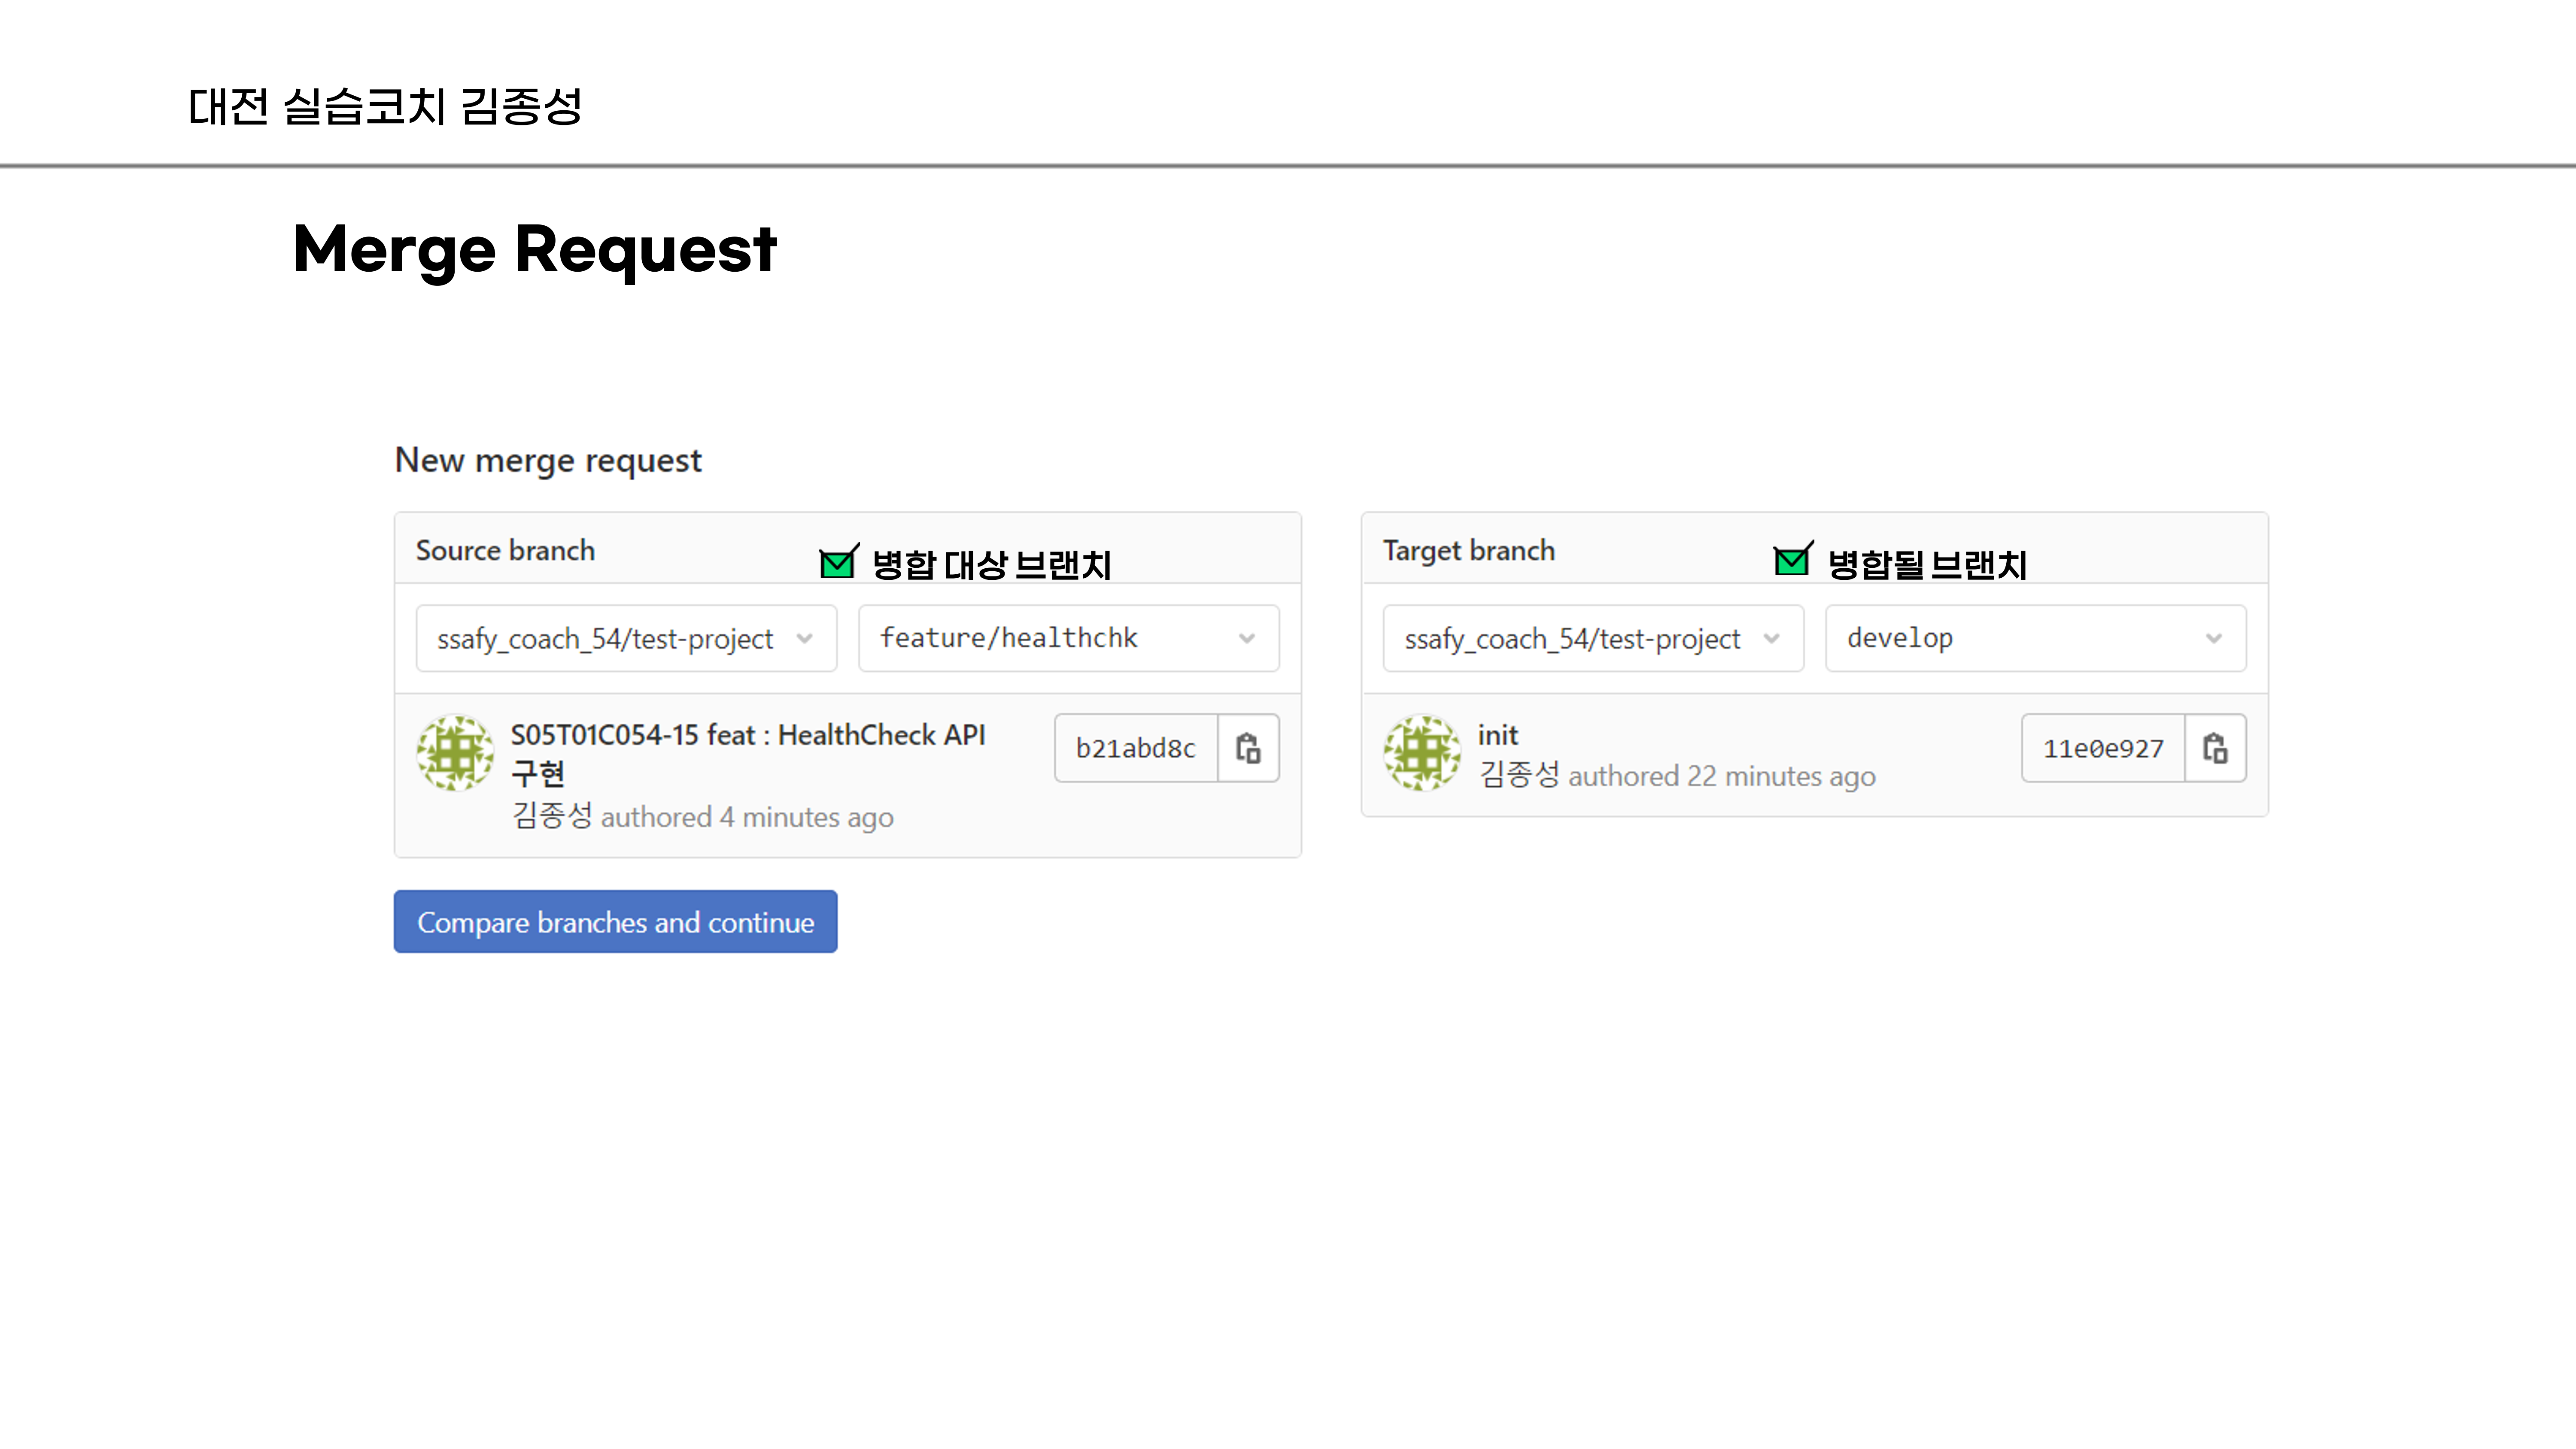 대전 실습코치 김종성
Merge Request
New merge request
Source branch
병합 대상 브랜치
ssafy_coach_54/test-project
feature/healthchk
S05T01C054-15 feat : HealthCheck API
구현
김종성 authored 4 minutes ago
b21abd8c
Target branch
병합될 브랜치
ssafy_coach_54/test-project
develop
init
김종성 authored 22 minutes ago
11e0e927
Compare branches and continue